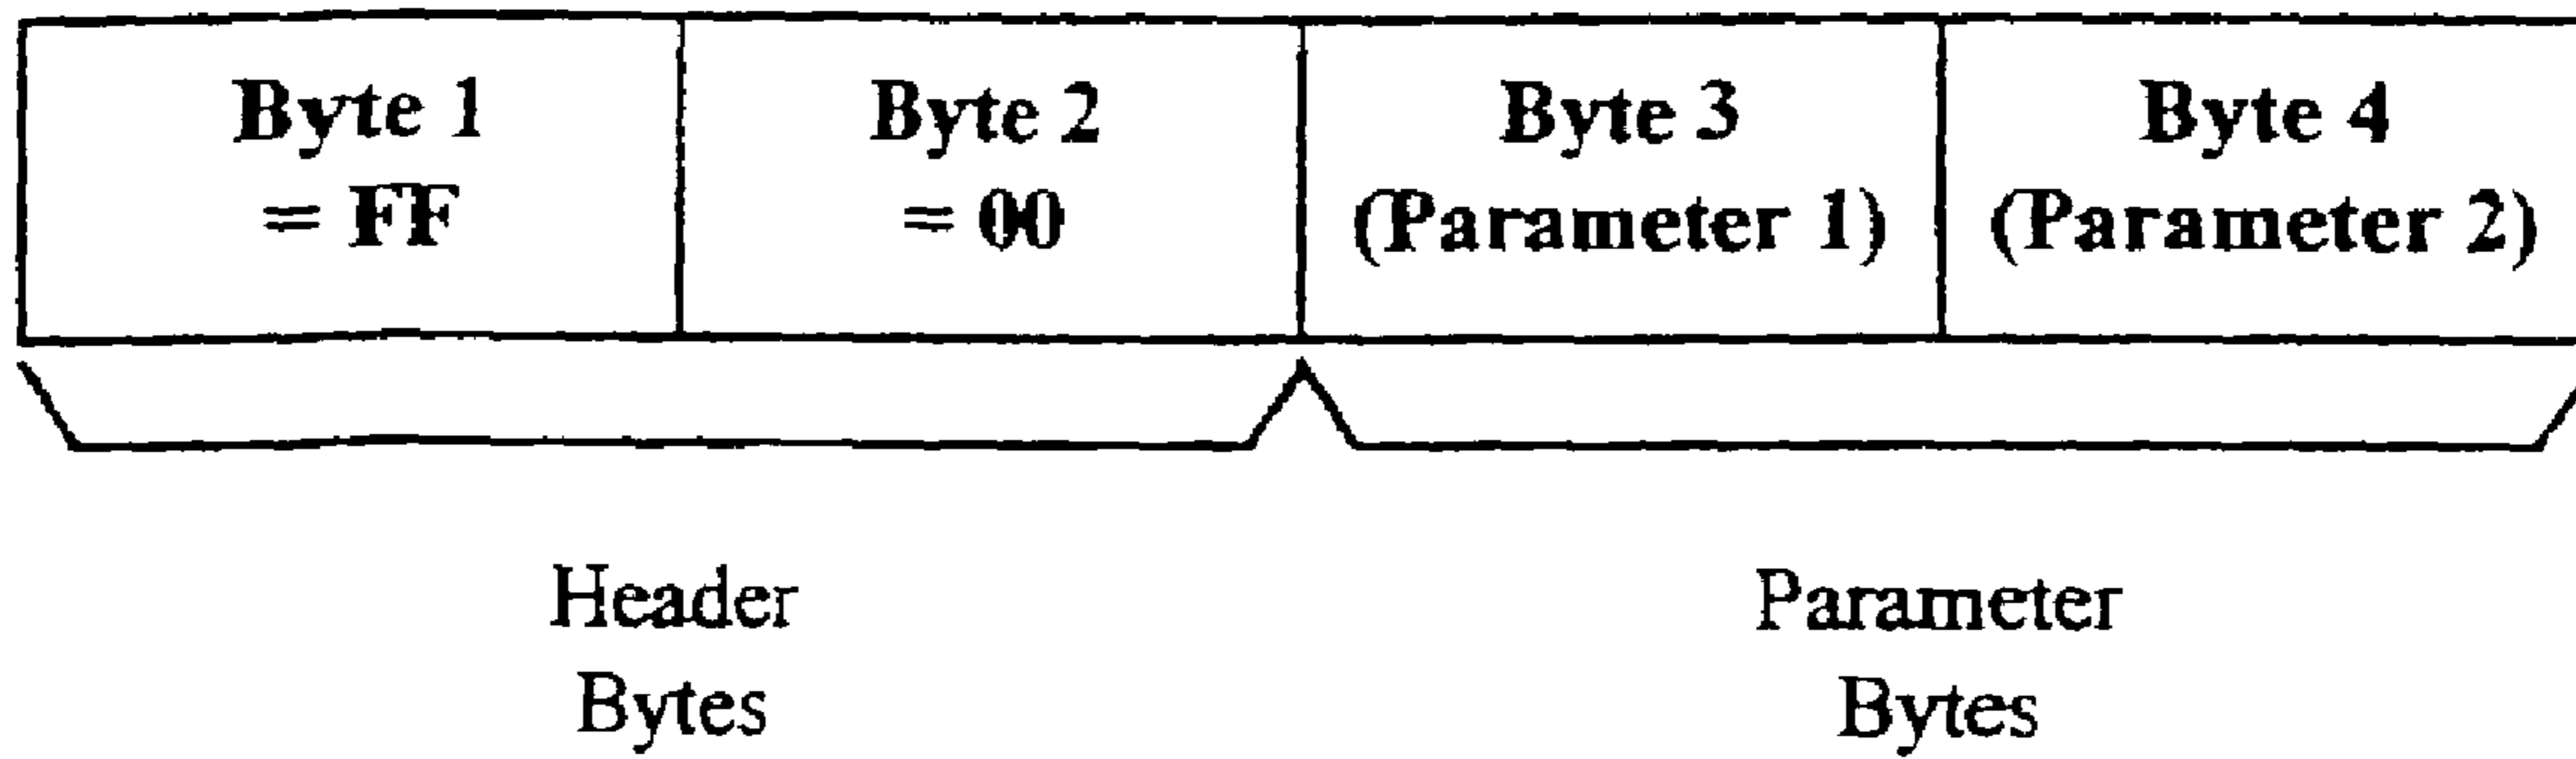 Byte 1
= FF
Byte 2
= 00
Byte 3
(Parameter 1)
Byte 4
(Parameter 2)
Header
Bytes
Parameter
Bytes